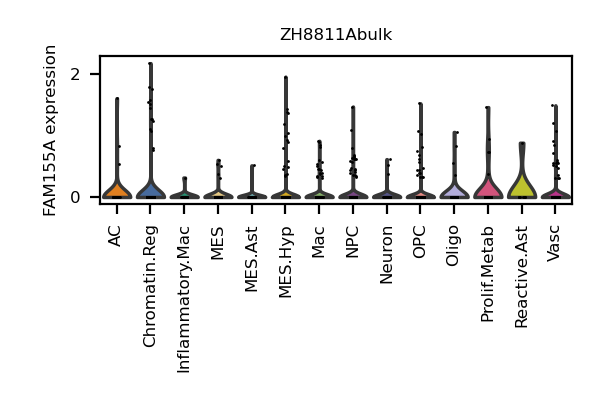 ZH8811Abulk
FAM155A expression
2
0
AC
Chromatin.Reg
Inflammatory.Mac
MES
MES.Ast
MES.Hyp
Mac
NPC
Neuron
OPC
Oligo
Prolif.Metab
Reactive.Ast
Vasc